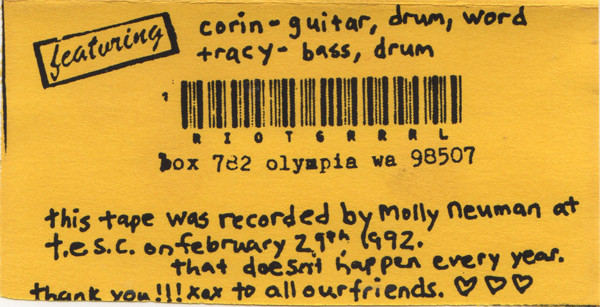 featuring
corin-guitar, drum, word
tracy-bass, drum
RIOTGRRRL
box 782 olympia wa 98507
this tape was recorded by Molly Neuman at
t.e.s.c. on february 29th 1992.
that doesn't happen every year.
thank you!!! xox to all our friends. ♡♡♡